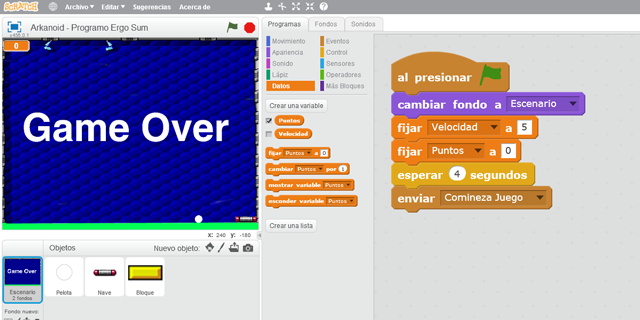 SCRATCH Archivo Editar Sugerencias Acerca de
Arkanoid - Programo Ergo Sum
v456.0.1
0
Game Over
x: 240 y: -180
Objetos Nuevo objeto:
Game Over
Escenario
2 fondos
Pelota
Nave
Bloque
Fondo nuevo:
Programas Fondos Sonidos
Movimiento Eventos
Apariencia Control
Sonido Sensores
Lápiz Operadores
Datos Más Bloques
Crear una variable
Puntos
Velocidad
fijar Puntos a 0
cambiar Puntos por 1
mostrar variable Puntos
esconder variable Puntos
Crear una lista
al presionar
cambiar fondo a Escenario
fijar Velocidad a 5
fijar Puntos a 0
esperar 4 segundos
enviar Comineza Juego